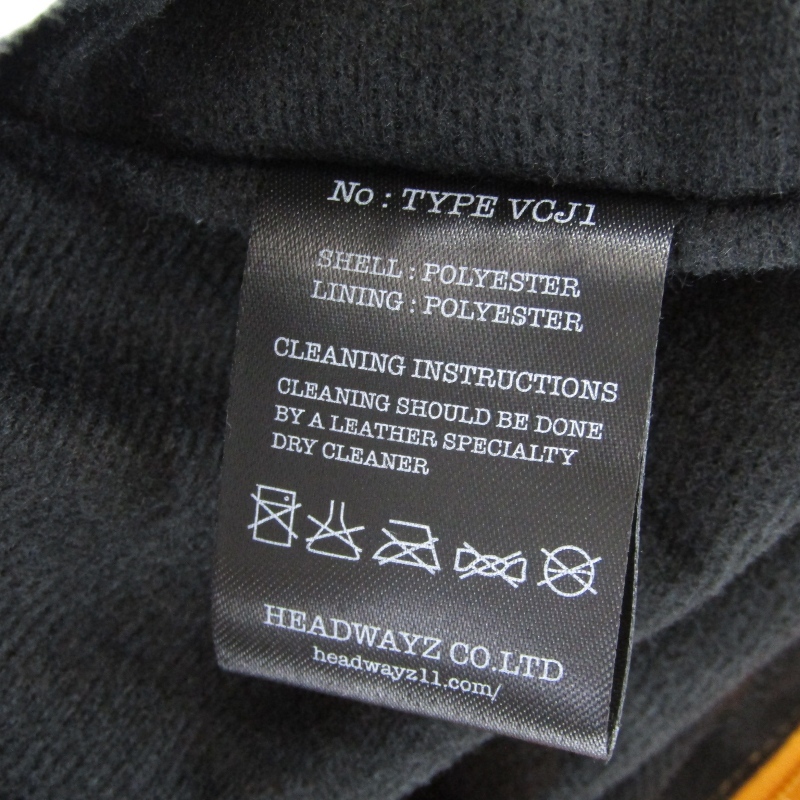 No : TYPE VCJ1
SHELL : POLYESTER
LINING : POLYESTER
CLEANING INSTRUCTIONS
CLEANING SHOULD BE DONE
BY A LEATHER SPECIALTY
DRY CLEANER
HEADWAYZ CO.LTD
headwayz11.com/